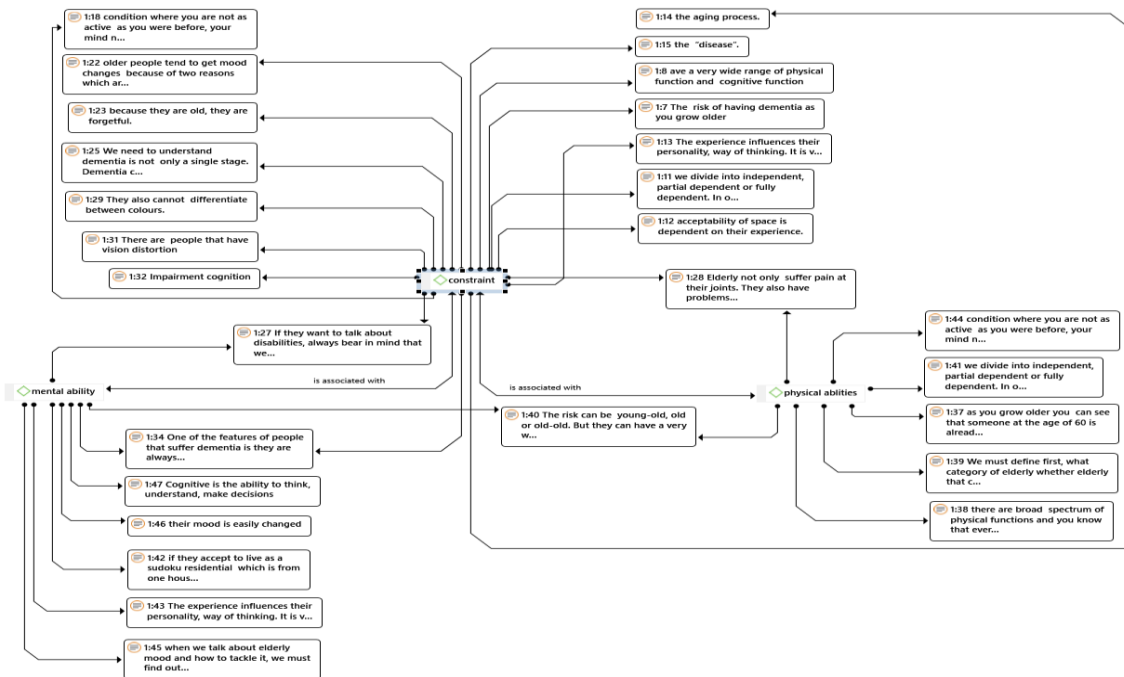 1:18 condition where you are not as
active as you were before, your
mind n...
1:22 older people tend to get mood
changes because of two reasons
which ar...
1:23 because they are old, they are
forgetful.
1:25 We need to understand
dementia is not only a single stage.
Dementia c...
1:29 They also cannot differentiate
between colours.
1:31 There are people that have
vision distortion
1:32 Impairment cognition
1:14 the aging process.
1:15 the "disease".
1:8 ave a very wide range of physical
function and cognitive function
1:7 The risk of having dementia as
you grow older
1:13 The experience influences their
personality, way of thinking. It is v...
1:11 we divide into independent,
partial dependent or fully
dependent. In o...
1:12 acceptability of space is
dependent on their experience.
constraint
1:28 Elderly not only suffer pain at
their joints. They also have
problems...
1:27 If they want to talk about
disabilities, always bear in mind that
we...
is associated with
mental ability
is associated with
physical ablities
1:44 condition where you are not as
active as you were before, your
mind n...
1:41 we divide into independent,
partial dependent or fully
dependent. In o...
1:37 as you grow older you can see
that someone at the age of 60 is
alread...
1:39 We must define first, what
category of elderly whether elderly
that c...
1:38 there are broad spectrum of
physical functions and you know
that ever...
1:40 The risk can be young-old, old
or old-old. But they can have a very
w...
1:34 One of the features of people
that suffer dementia is they are
always...
1:47 Cognitive is the ability to think,
understand, make decisions
1:46 their mood is easily changed
1:42 if they accept to live as a
sudoku residential which is from
one hous...
1:43 The experience influences their
personality, way of thinking. It is v...
1:45 when we talk about elderly
mood and how to tackle it, we must
find out...